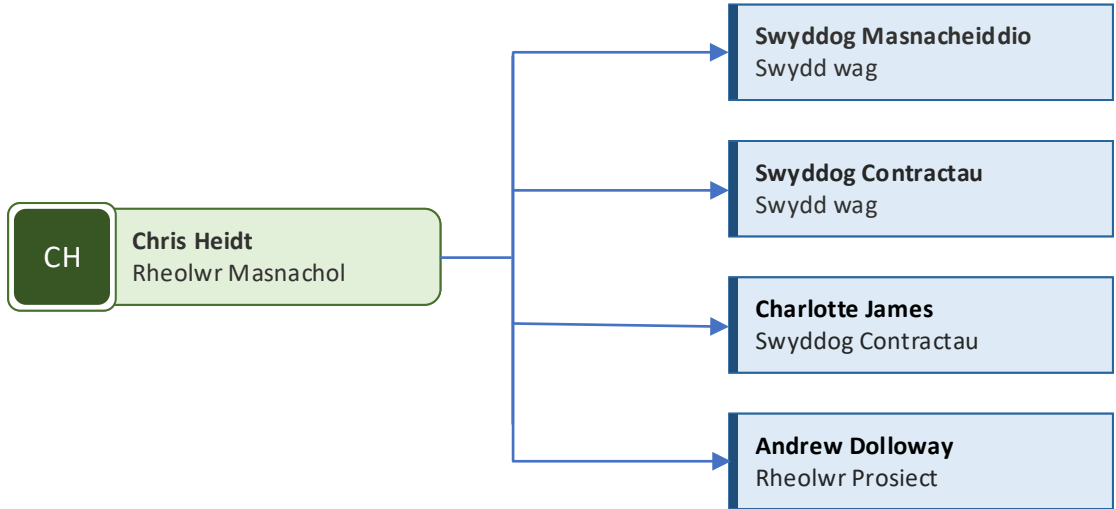 CH
Chris Heidt
Rheolwr Masnachol
Swyddog Masnacheiddio
Swydd wag
Swyddog Contractau
Swydd wag
Charlotte James
Swyddog Contractau
Andrew Dolloway
Rheolwr Prosiect